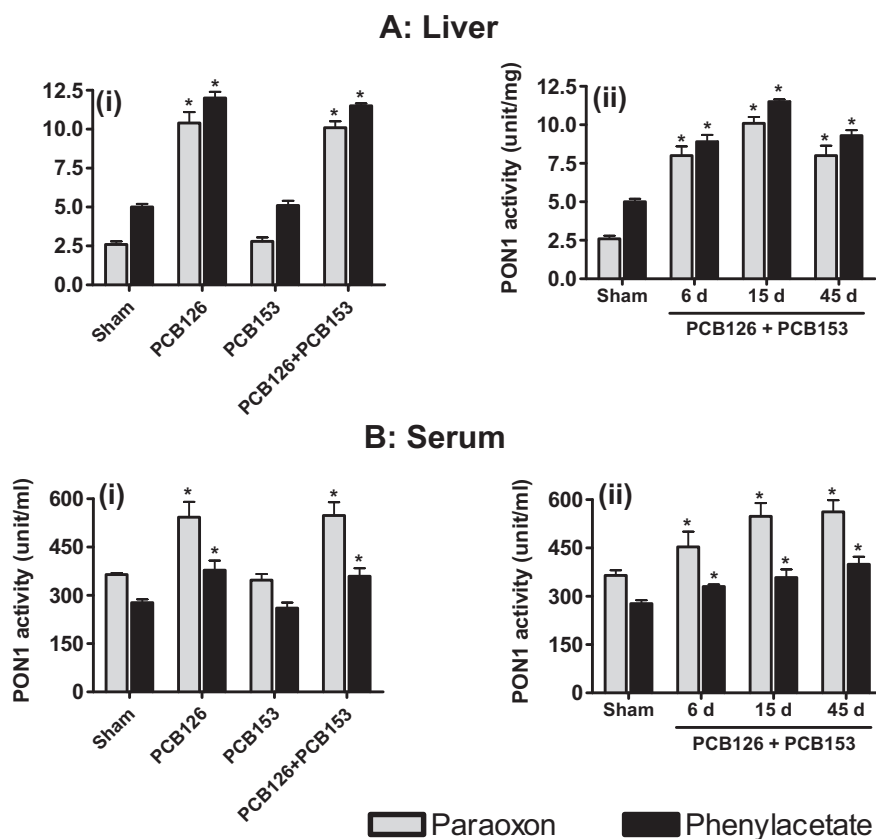 A: Liver
(i)
12.5
10.0
7.5
5.0
2.5
0.0
* * * *
Sham
PCB126
PCB153
PCB126+PCB153
(ii)
PON1 activity (unit/mg)
12.5
10.0
7.5
5.0
2.5
0.0
* * * * * *
Sham 6 d 15 d 45 d
PCB126 + PCB153
B: Serum
(i)
PON1 activity (unit/ml)
600
450
300
150
0
* * * *
Sham
PCB126
PCB153
PCB126+PCB153
(ii)
PON1 activity (unit/ml)
600
450
300
150
0
* * * * * *
Sham 6 d 15 d 45 d
PCB126 + PCB153
Paraoxon Phenylacetate